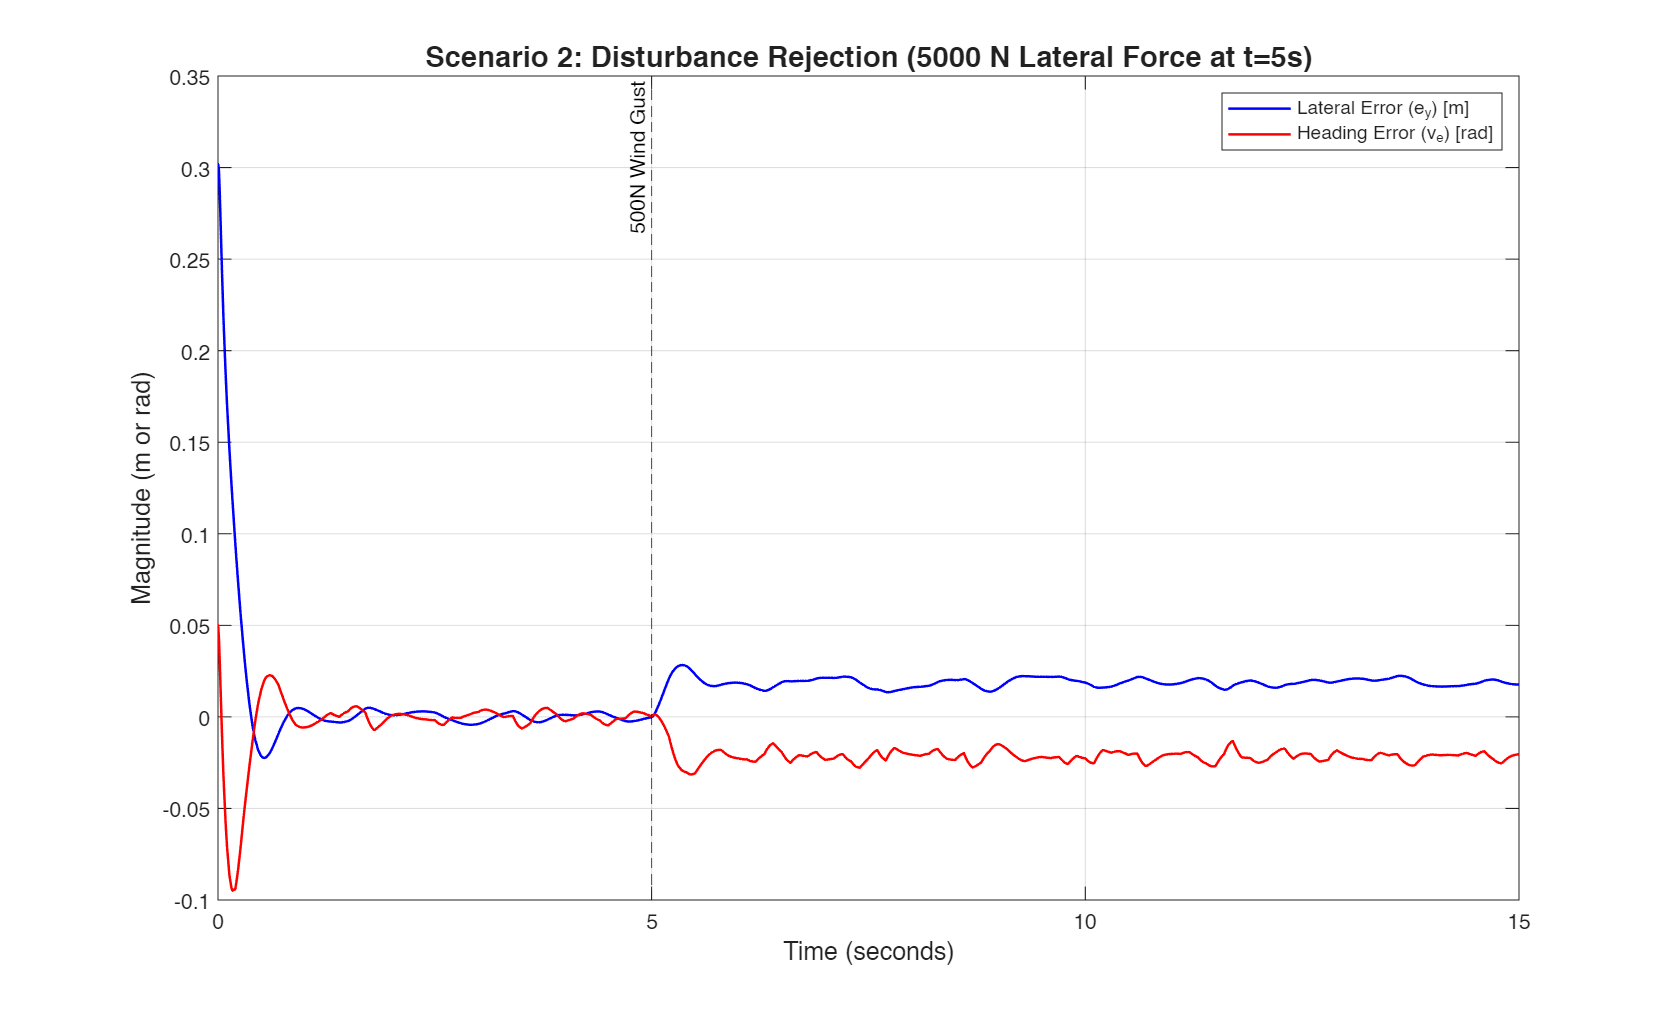 Scenario 2: Disturbance Rejection (5000 N Lateral Force at t=5s)
Lateral Error (e_y) [m]
Heading Error (v_e) [rad]
500N Wind Gust
Magnitude (m or rad)
0.35
0.3
0.25
0.2
0.15
0.1
0.05
0
-0.05
-0.1
0 5 10 15
Time (seconds)